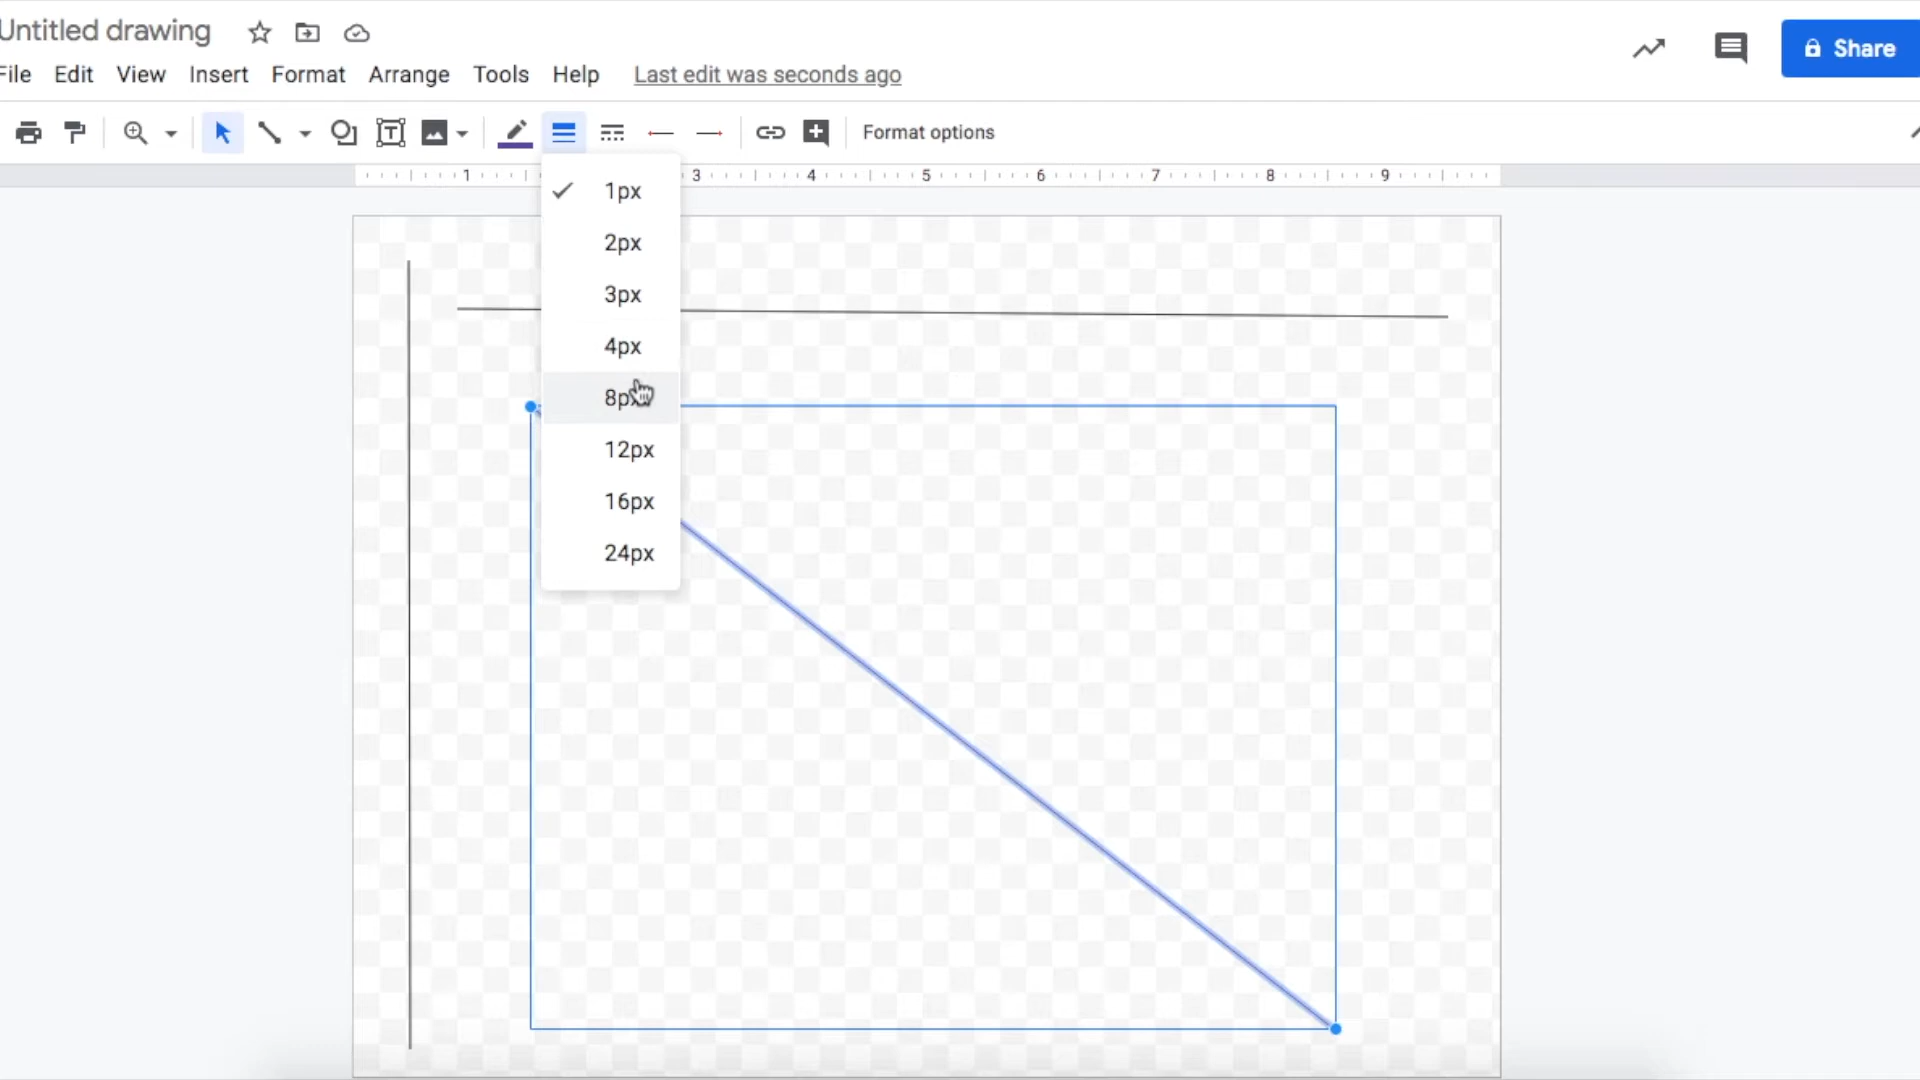 Untitled drawing
File Edit View Insert Format Arrange Tools Help Last edit was seconds ago
Share
Format options
1 3 4 5 6 7 8 9
1px
2px
3px
4px
8px
12px
16px
24px